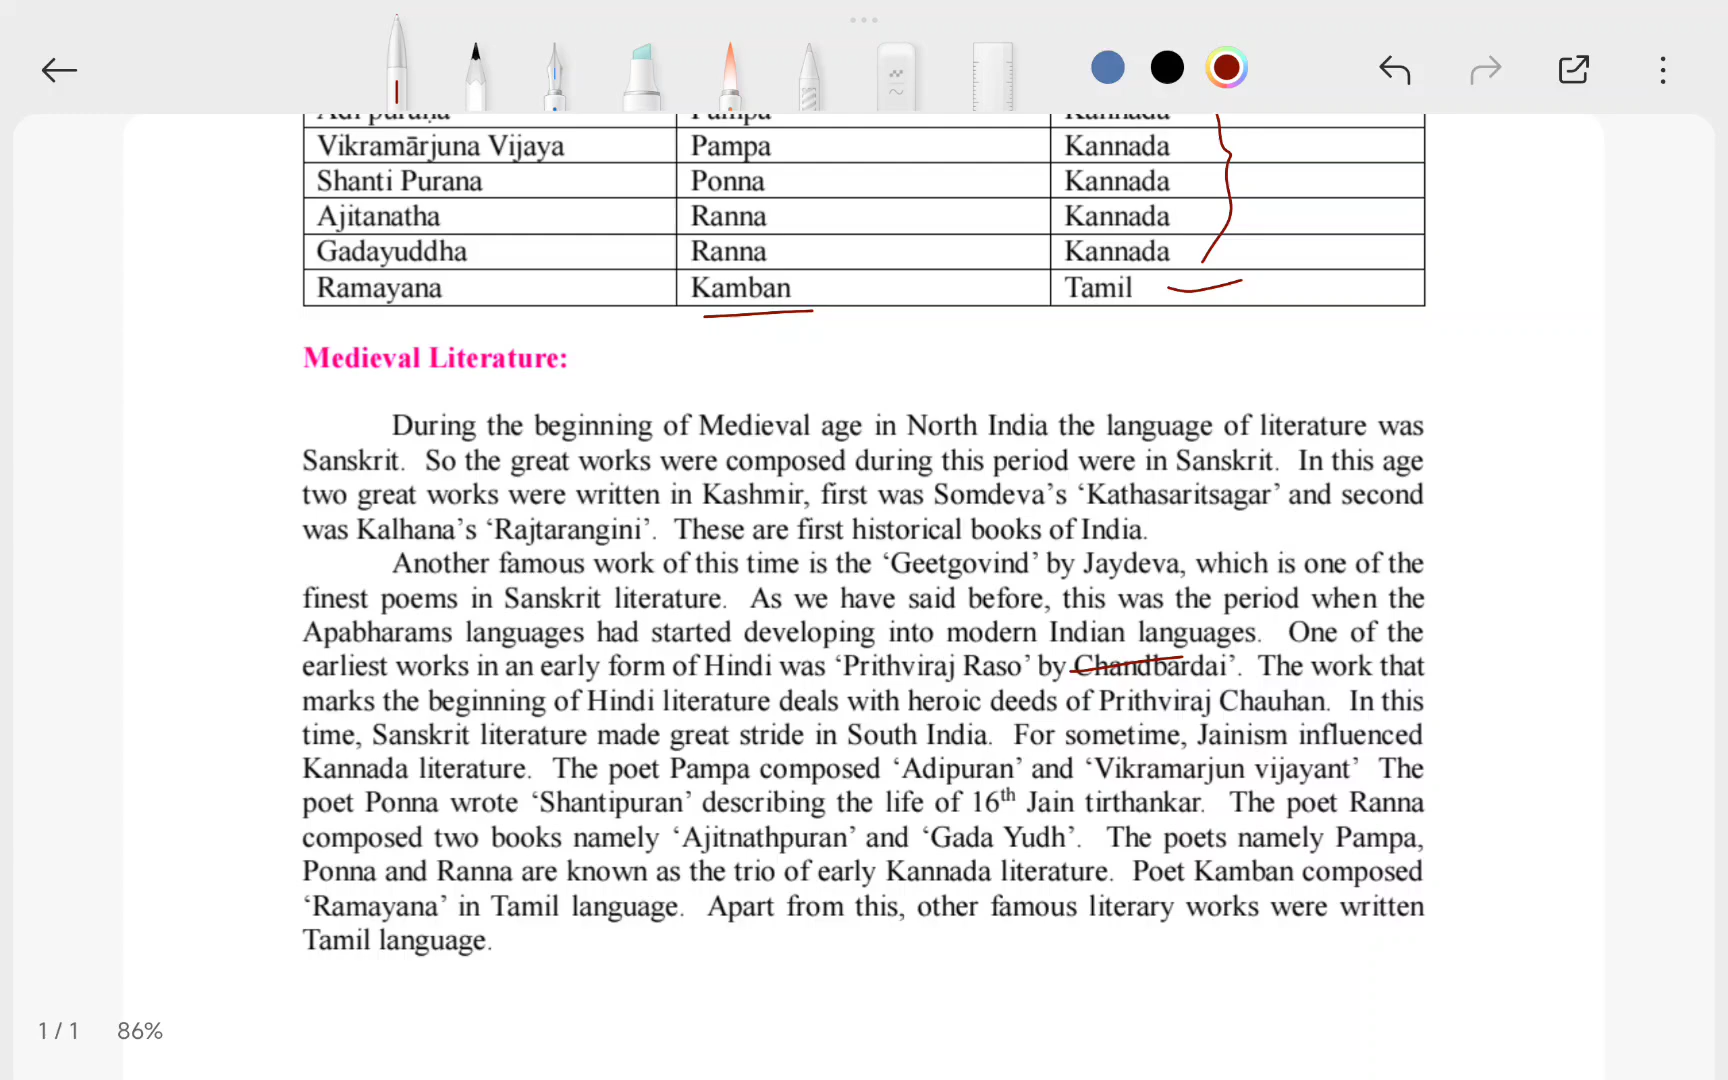 Adi purāṇa Pampa Kannada
Vikramārjuna Vijaya Pampa Kannada
Shanti Purana Ponna Kannada
Ajitanatha Ranna Kannada
Gadayuddha Ranna Kannada
Ramayana Kamban Tamil
Medieval Literature:
During the beginning of Medieval age in North India the language of literature was
Sanskrit. So the great works were composed during this period were in Sanskrit. In this age
two great works were written in Kashmir, first was Somdeva’s ‘Kathasaritsagar’ and second
was Kalhana’s ‘Rajtarangini’. These are first historical books of India.
Another famous work of this time is the ‘Geetgovind’ by Jaydeva, which is one of the
finest poems in Sanskrit literature. As we have said before, this was the period when the
Apabharams languages had started developing into modern Indian languages. One of the
earliest works in an early form of Hindi was ‘Prithviraj Raso’ by Chandbardai’. The work that
marks the beginning of Hindi literature deals with heroic deeds of Prithviraj Chauhan. In this
time, Sanskrit literature made great stride in South India. For sometime, Jainism influenced
Kannada literature. The poet Pampa composed ‘Adipuran’ and ‘Vikramarjun vijayant’ The
poet Ponna wrote ‘Shantipuran’ describing the life of 16th Jain tirthankar. The poet Ranna
composed two books namely ‘Ajitnathpuran’ and ‘Gada Yudh’. The poets namely Pampa,
Ponna and Ranna are known as the trio of early Kannada literature. Poet Kamban composed
‘Ramayana’ in Tamil language. Apart from this, other famous literary works were written
Tamil language.
1 / 1 86%